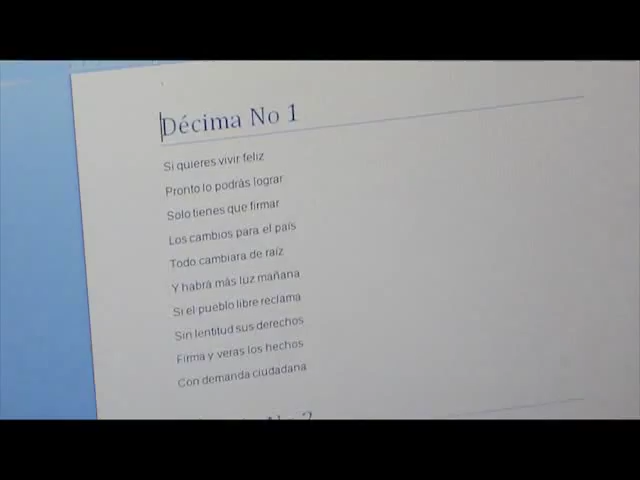 Décima No 1
Si quieres vivir feliz
Pronto lo podrás lograr
Solo tienes que firmar
Los cambios para el país
Todo cambiara de raíz
Y habrá más luz mañana
Si el pueblo libre reclama
Sin lentitud sus derechos
Firma y veras los hechos
Con demanda ciudadana
No 2